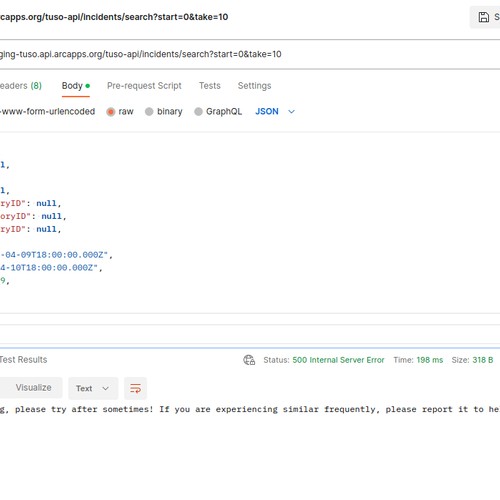 rcapps.org/tuso-api/incidents/search?start=0&take=10
S
ging-tuso.api.arcapps.org/tuso-api/incidents/search?start=0&take=10
eaders (8) Body Pre-request Script Tests Settings
-www-form-urlencoded raw binary GraphQL JSON
l,
l,
ryID": null,
oryID": null,
ryID": null,
-04-09T18:00:00.000Z",
4-10T18:00:00.000Z",
9,
Test Results Status: 500 Internal Server Error Time: 198 ms Size: 318 B
Visualize Text
g, please try after sometimes! If you are experiencing similar frequently, please report it to he